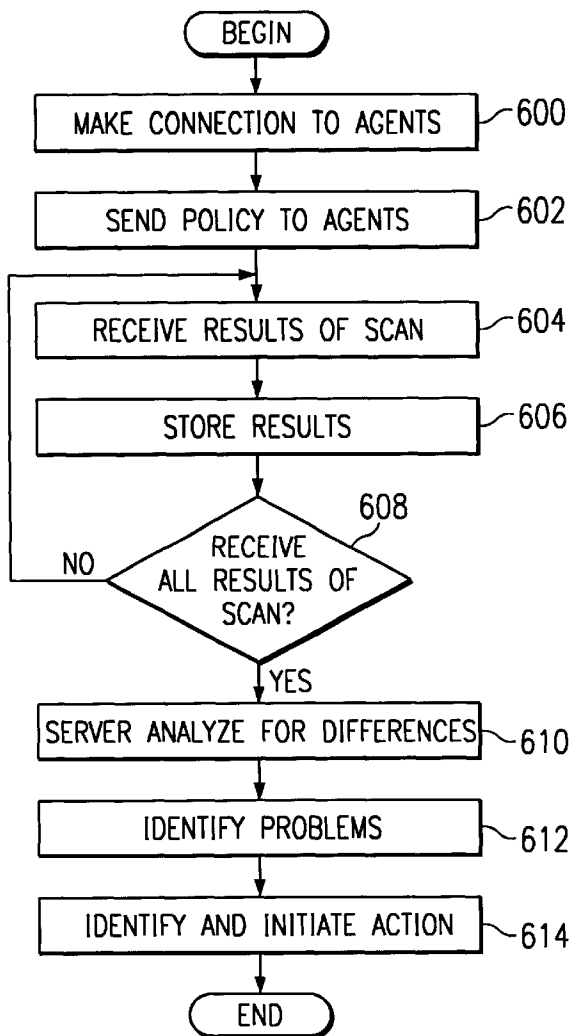 BEGIN
MAKE CONNECTION TO AGENTS
600
SEND POLICY TO AGENTS
602
RECEIVE RESULTS OF SCAN
604
STORE RESULTS
606
608
RECEIVE
ALL RESULTS OF
SCAN?
NO
YES
SERVER ANALYZE FOR DIFFERENCES
610
IDENTIFY PROBLEMS
612
IDENTIFY AND INITIATE ACTION
614
END